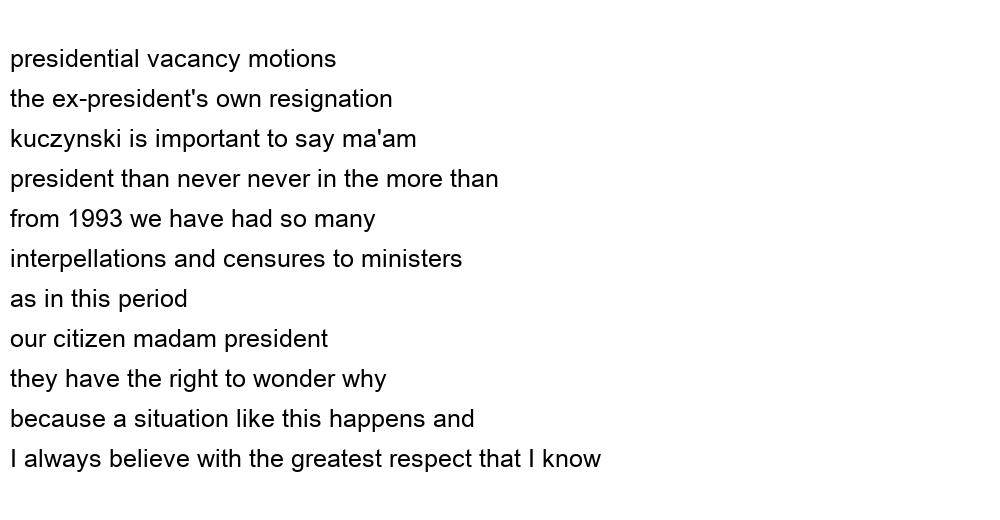 presidential vacancy motions
the ex-president's own resignation
kuczynski is important to say ma'am
president than never never in the more than
from 1993 we have had so many
interpellations and censures to ministers
as in this period
our citizen madam president
they have the right to wonder why
because a situation like this happens and
I always believe with the greatest respect that I know